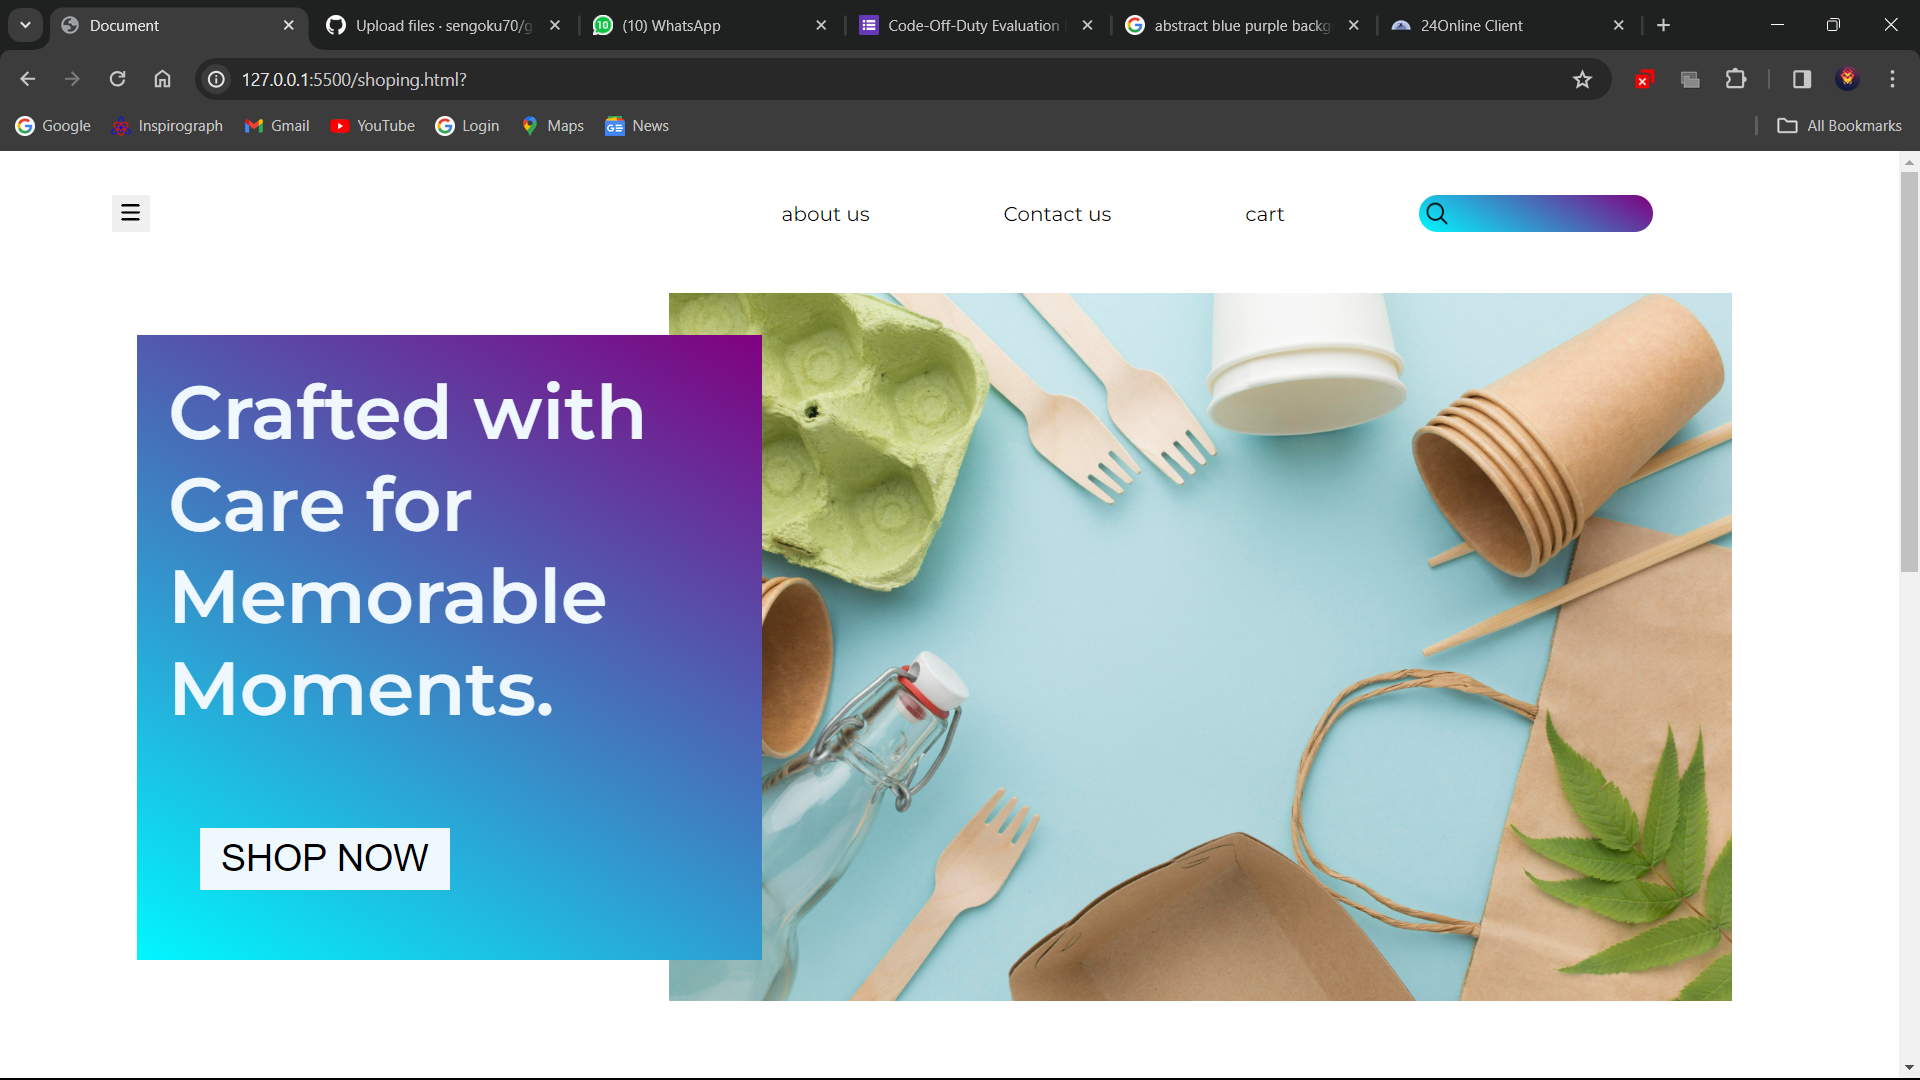 Document
Upload files · sengoku70/g
(10) WhatsApp
Code-Off-Duty Evaluation
abstract blue purple backg
24Online Client
127.0.0.1:5500/shoping.html?
Google
Inspirograph
Gmail
YouTube
Login
Maps
News
All Bookmarks
about us
Contact us
cart
Crafted with
Care for
Memorable
Moments.
SHOP NOW